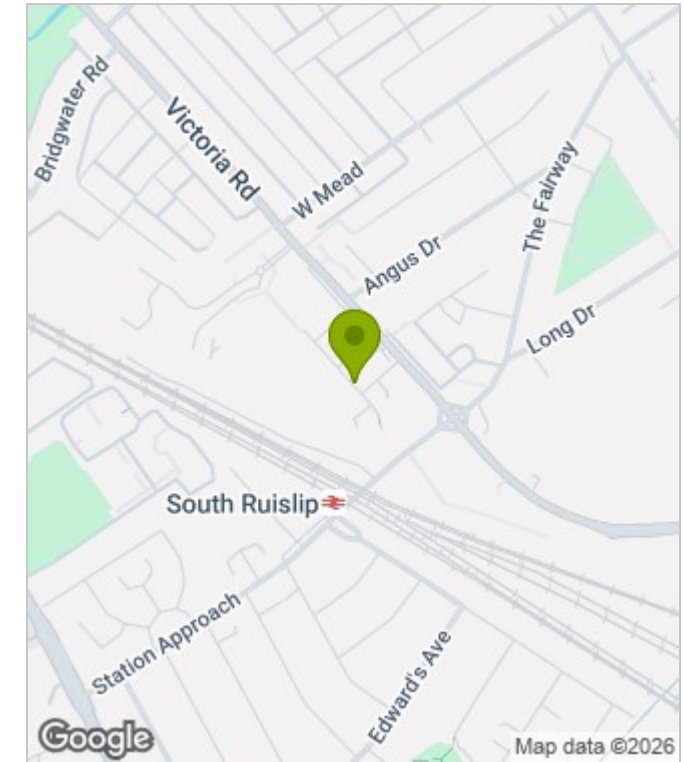 Bridgwater Rd
Victoria Rd
W Mead
The Fairway
Angus Dr
Long Dr
South Ruislip
Station Approach
Edward's Ave
Google
Map data ©2026